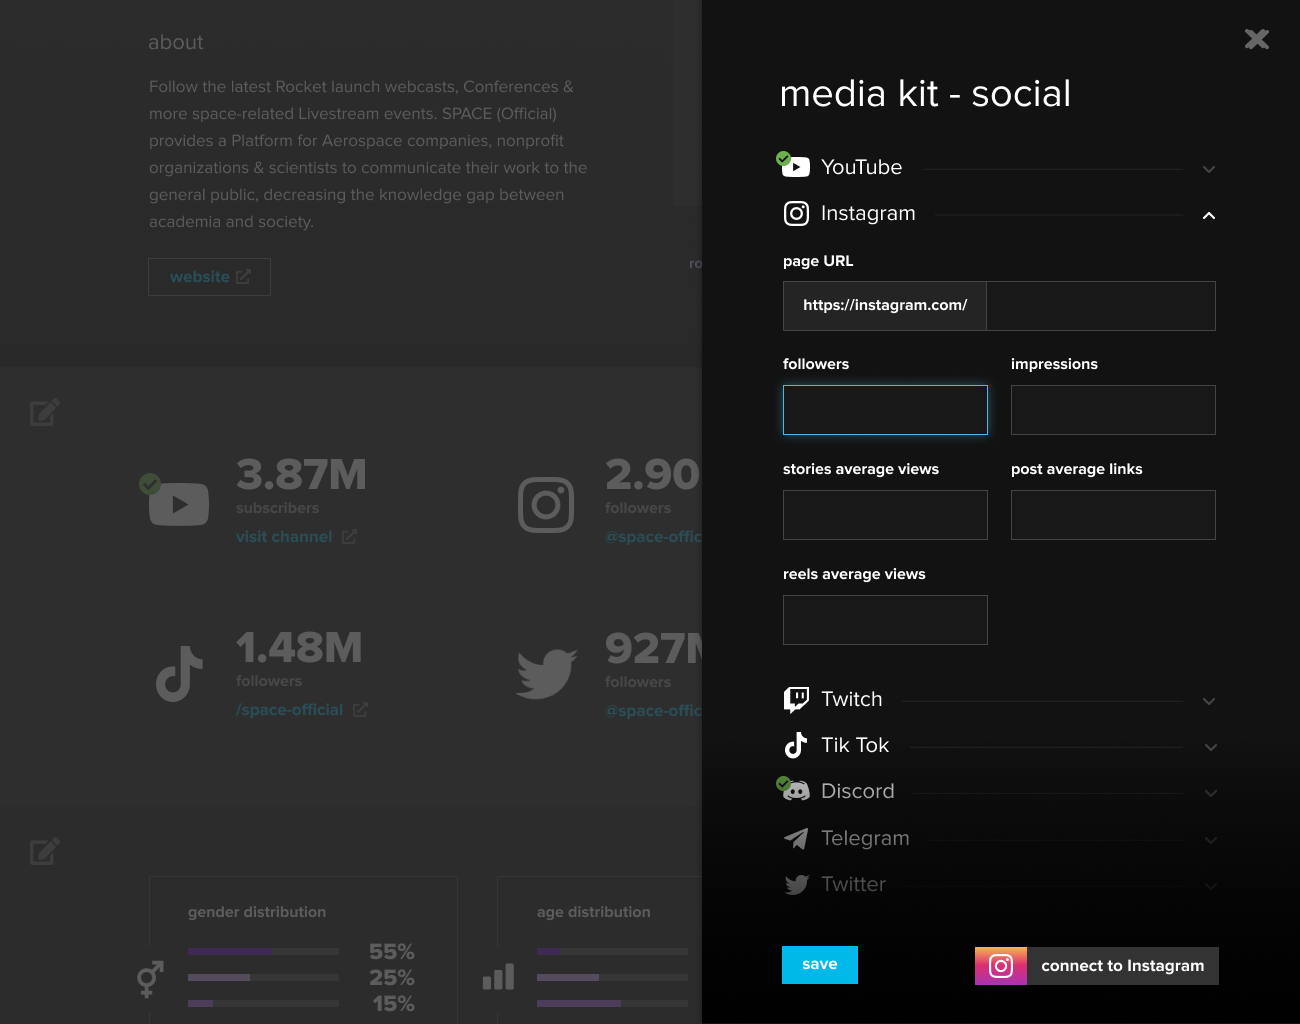 about
Follow the latest Rocket launch webcasts, Conferences &
more space-related Livestream events. SPACE (Official)
provides a Platform for Aerospace companies, nonprofit
organizations & scientists to communicate their work to the
general public, decreasing the knowledge gap between
academia and society.
website
ro
3.87M
subscribers
visit channel
2.90
followers
@space-offic
1.48M
followers
/space-official
927M
followers
@space-offic
gender distribution
55%
25%
15%
age distribution
media kit - social
YouTube
Instagram
page URL
https://instagram.com/
followers
impressions
stories average views
post average links
reels average views
Twitch
Tik Tok
Discord
Telegram
Twitter
save
connect to Instagram